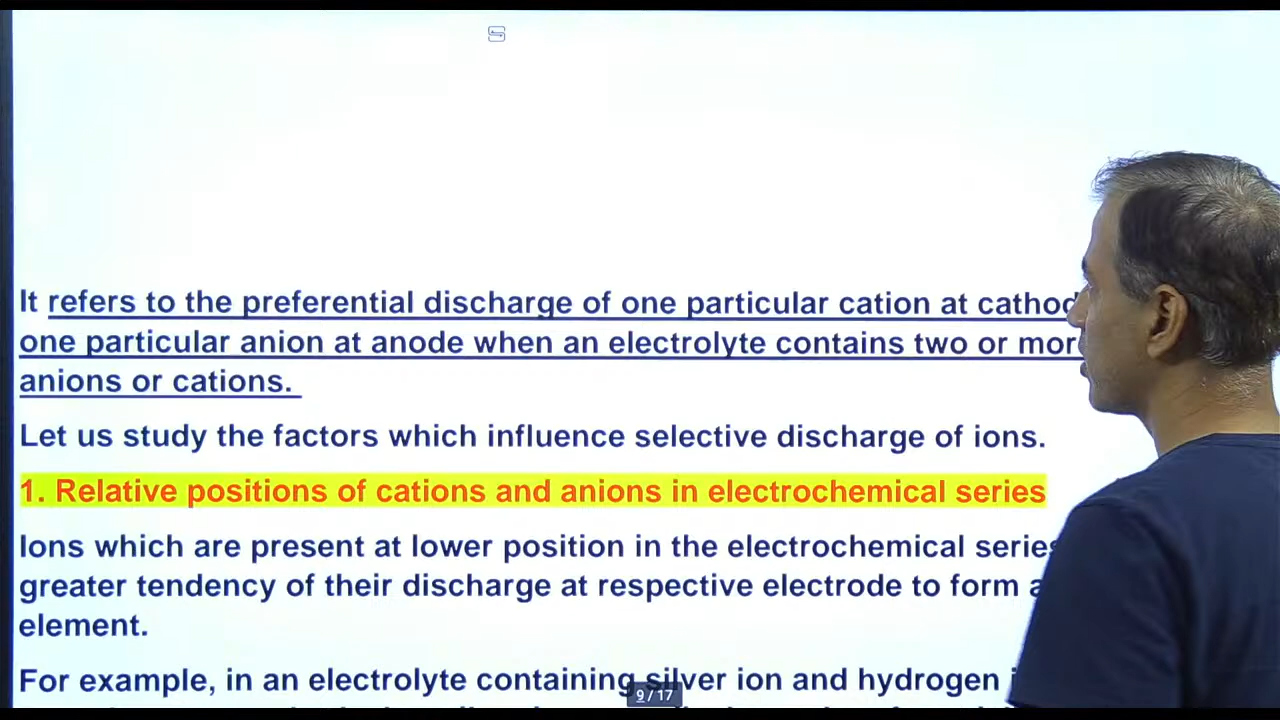 It refers to the preferential discharge of one particular cation at
one particular anion at anode when an electrolyte contains two or
anions or cations.
Let us study the factors which influence selective discharge of ions.
1. Relative positions of cations and anions in electrochemical series
Ions which are present at lower position in the electrochemical
greater tendency of their discharge at respective electrode to form
element.
For example, in an electrolyte containing silver ion and hydrogen
9 / 17